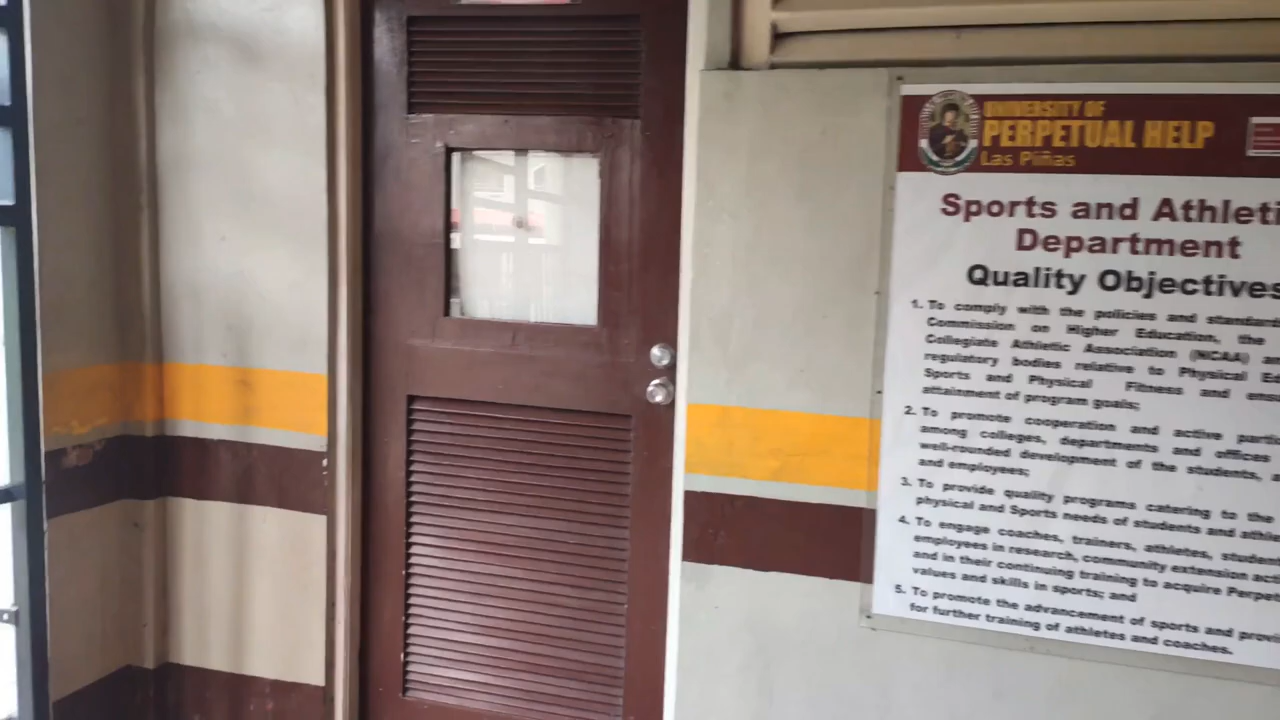 UNIVERSITY OF
PERPETUAL HELP
Las Piñas
Sports and Athleti
Department
Quality Objectives
1. To comply with the policies and standard
Commission on Higher Education, the
Collegiate Athletic Association (NCAA) an
regulatory bodies relative to Physical Ed
Sports and Physical Fitness and ensu
attainment of program goals;
2. To promote cooperation and active parti
among colleges, departments and offices
well-rounded development of the students, a
and employees;
3. To provide quality programs catering to the
physical and Sports needs of students and athle
4. To engage coaches, trainers, athletes, stude
employees in research, community extension act
and in their continuing training to acquire Perpet
values and skills in sports; and
5. To promote the advancement of sports and provi
for further training of athletes and coaches.